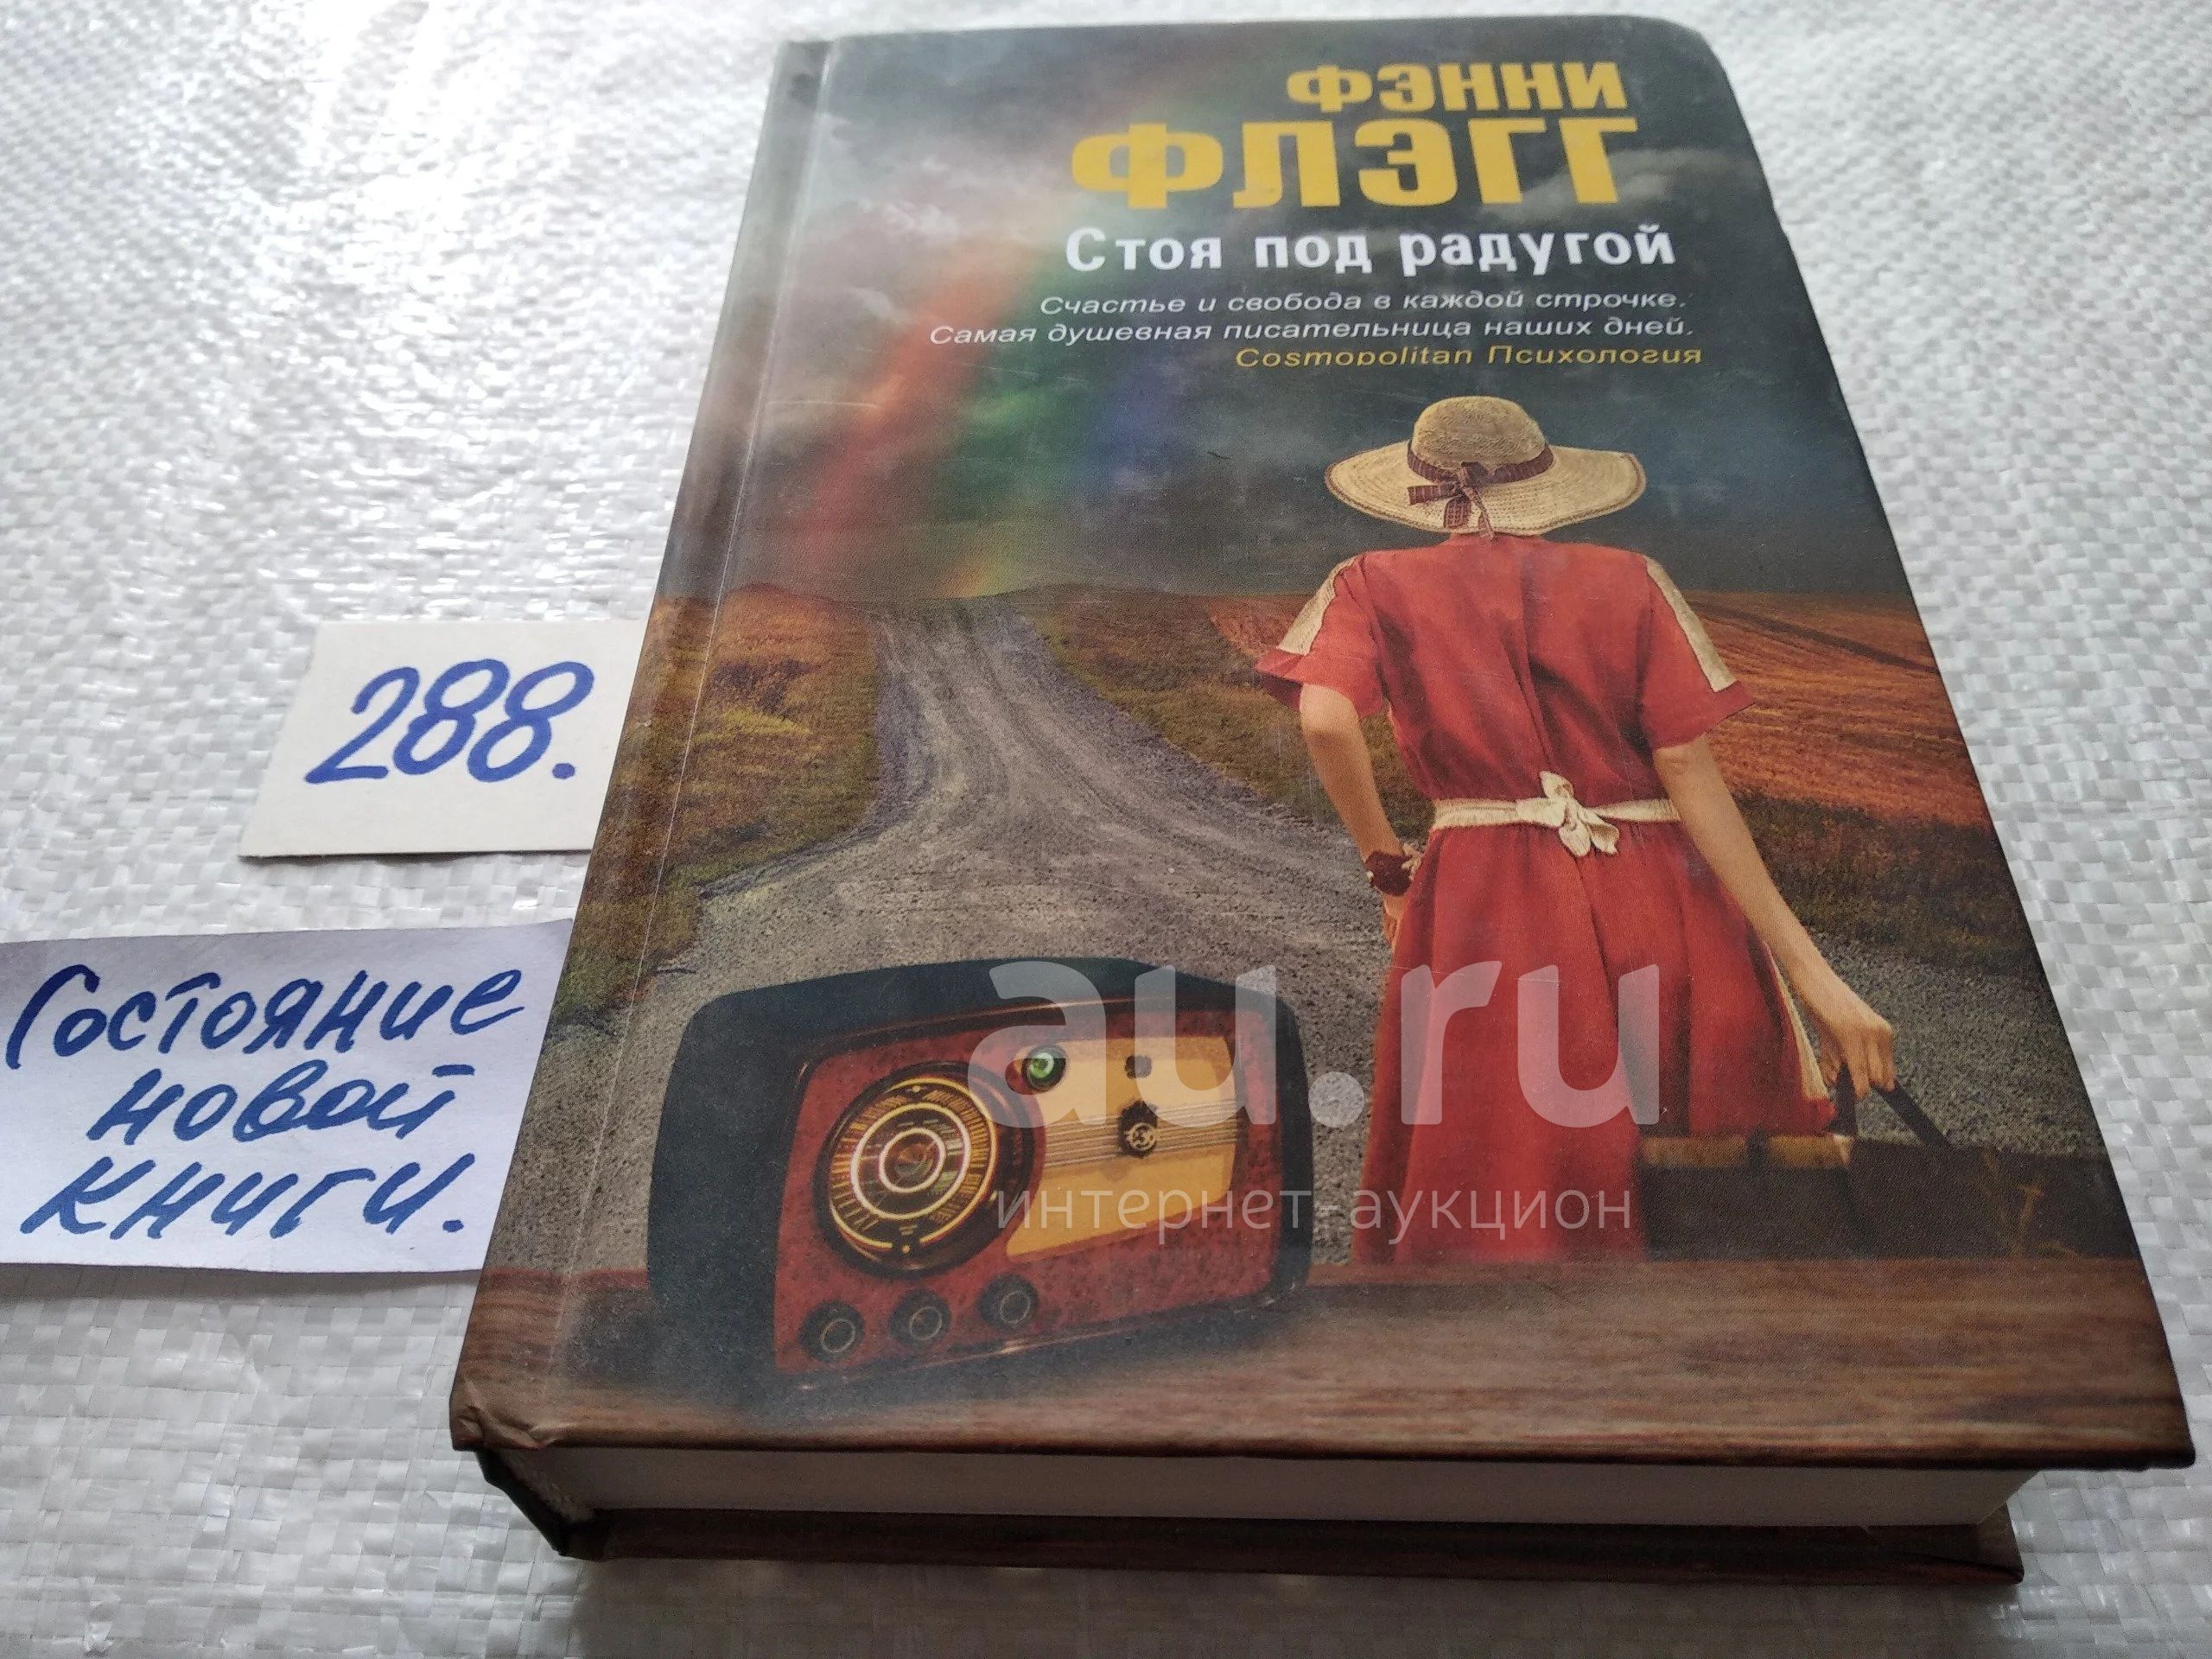 ФЭННИ
ФЛЭГГ
Стоя под радугой
Счастье и свобода в каждой строчке.
Самая душевная писательница наших дней.
Cosmopolitan Психология
288.
Состояние
новой
книги.
au.ru
интернет-аукцион